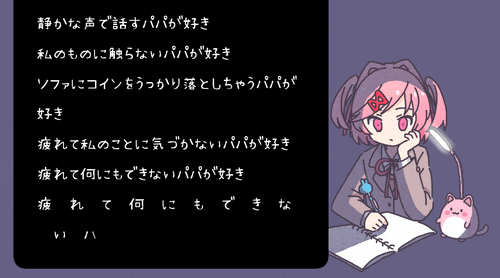 静かな声で話すパパが好き
私のものに触らないパパが好き
ソファにコインをうっかり落としちゃうパパが
好き
疲れて私のことに気づかないパパが好き
疲れて何にもできないパパが好き
疲れて何にもできな
いハ